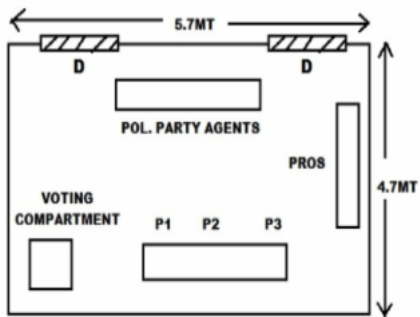 5.7MT
D D
POL. PARTY AGENTS
PROS
4.7MT
VOTING
COMPARTMENT
P1 P2 P3